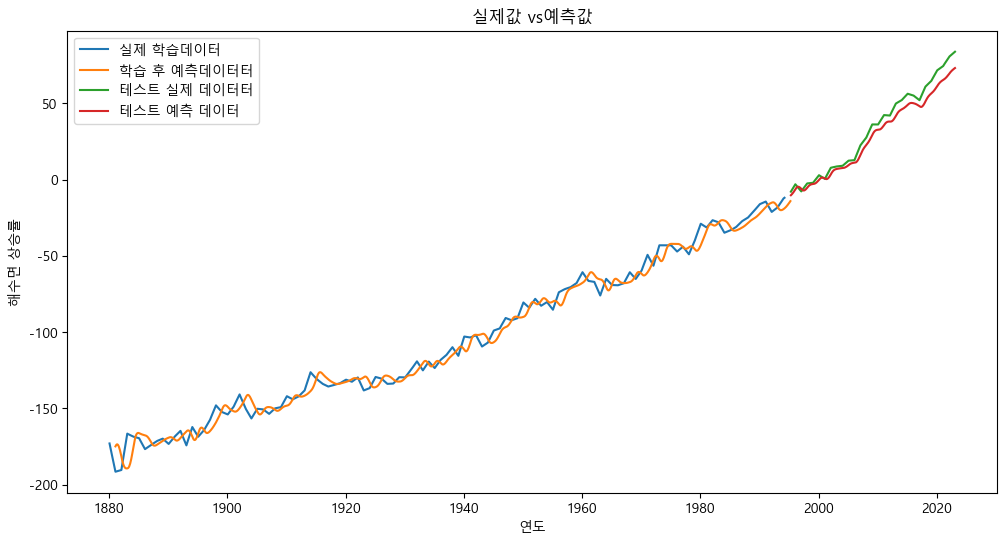 실제값 vs예측값
실제 학습데이터
학습 후 예측데이터터
테스트 실제 데이터터
테스트 예측 데이터
해수면 상승률
50
0
-50
-100
-150
-200
1880 1900 1920 1940 1960 1980 2000 2020
연도